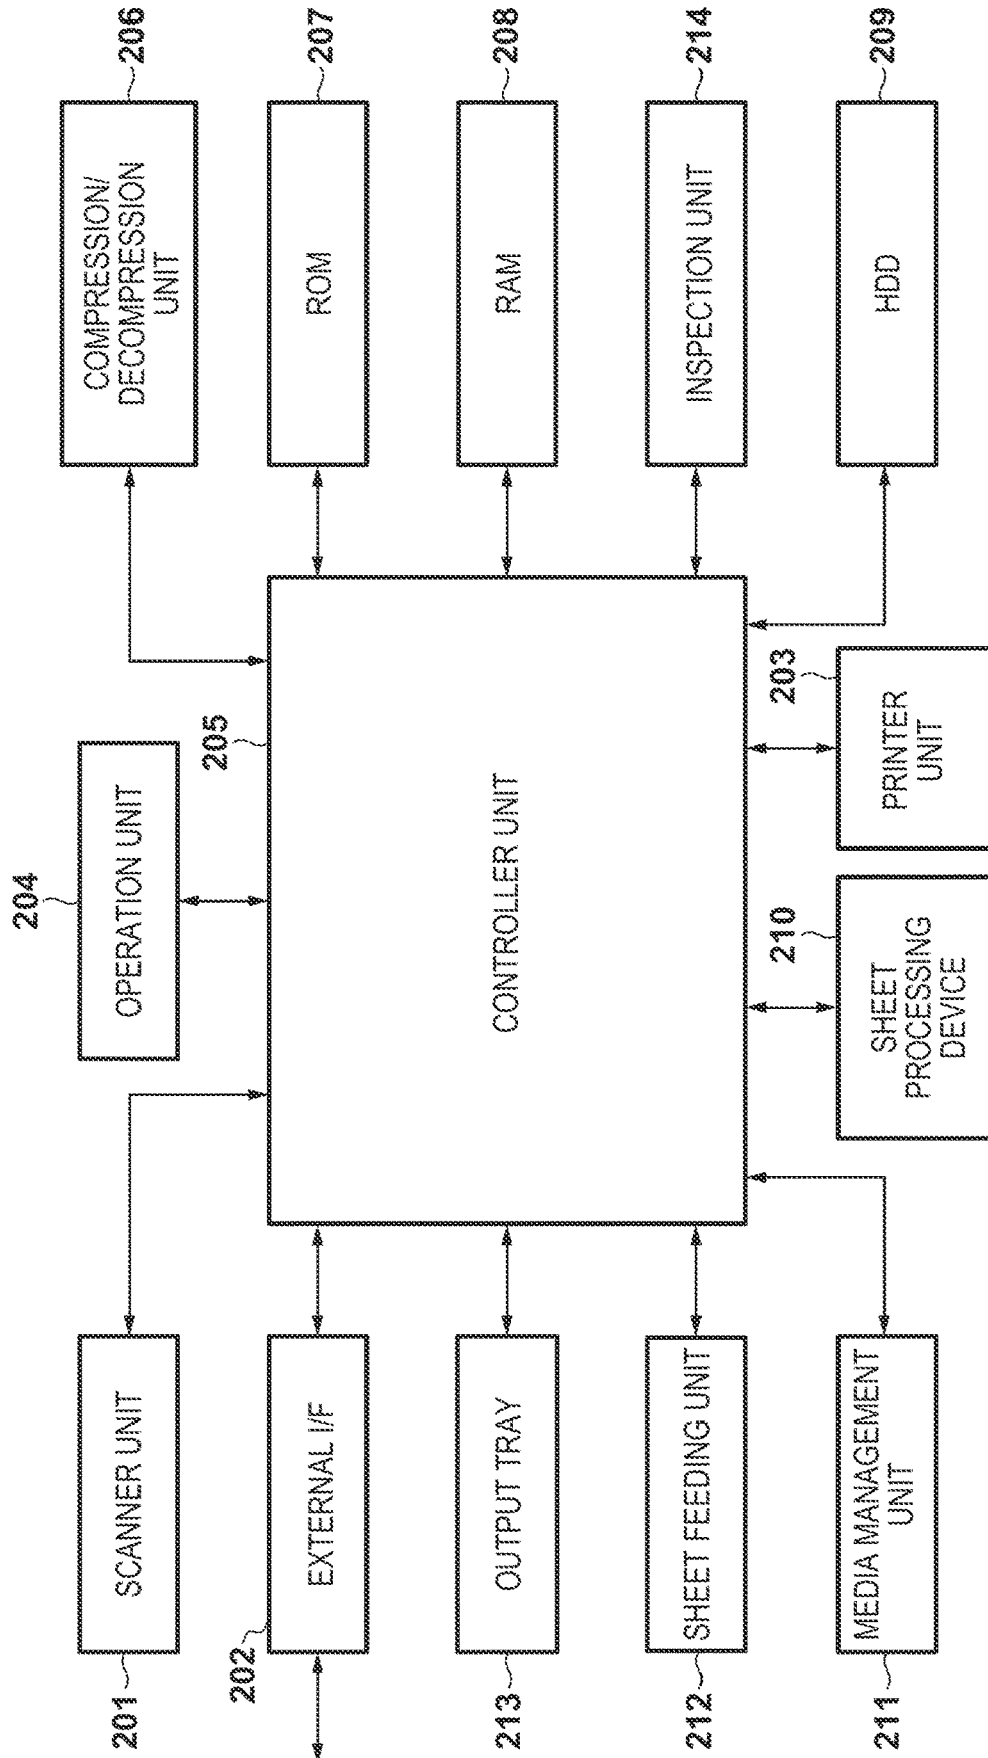 201
SCANNER UNIT
202
EXTERNAL I/F
213
OUTPUT TRAY
212
SHEET FEEDING UNIT
211
MEDIA MANAGEMENT
UNIT
204
OPERATION UNIT
205
CONTROLLER UNIT
210
SHEET
PROCESSING
DEVICE
203
PRINTER
UNIT
COMPRESSION/
DECOMPRESSION
UNIT
206
ROM
207
RAM
208
INSPECTION UNIT
214
HDD
209